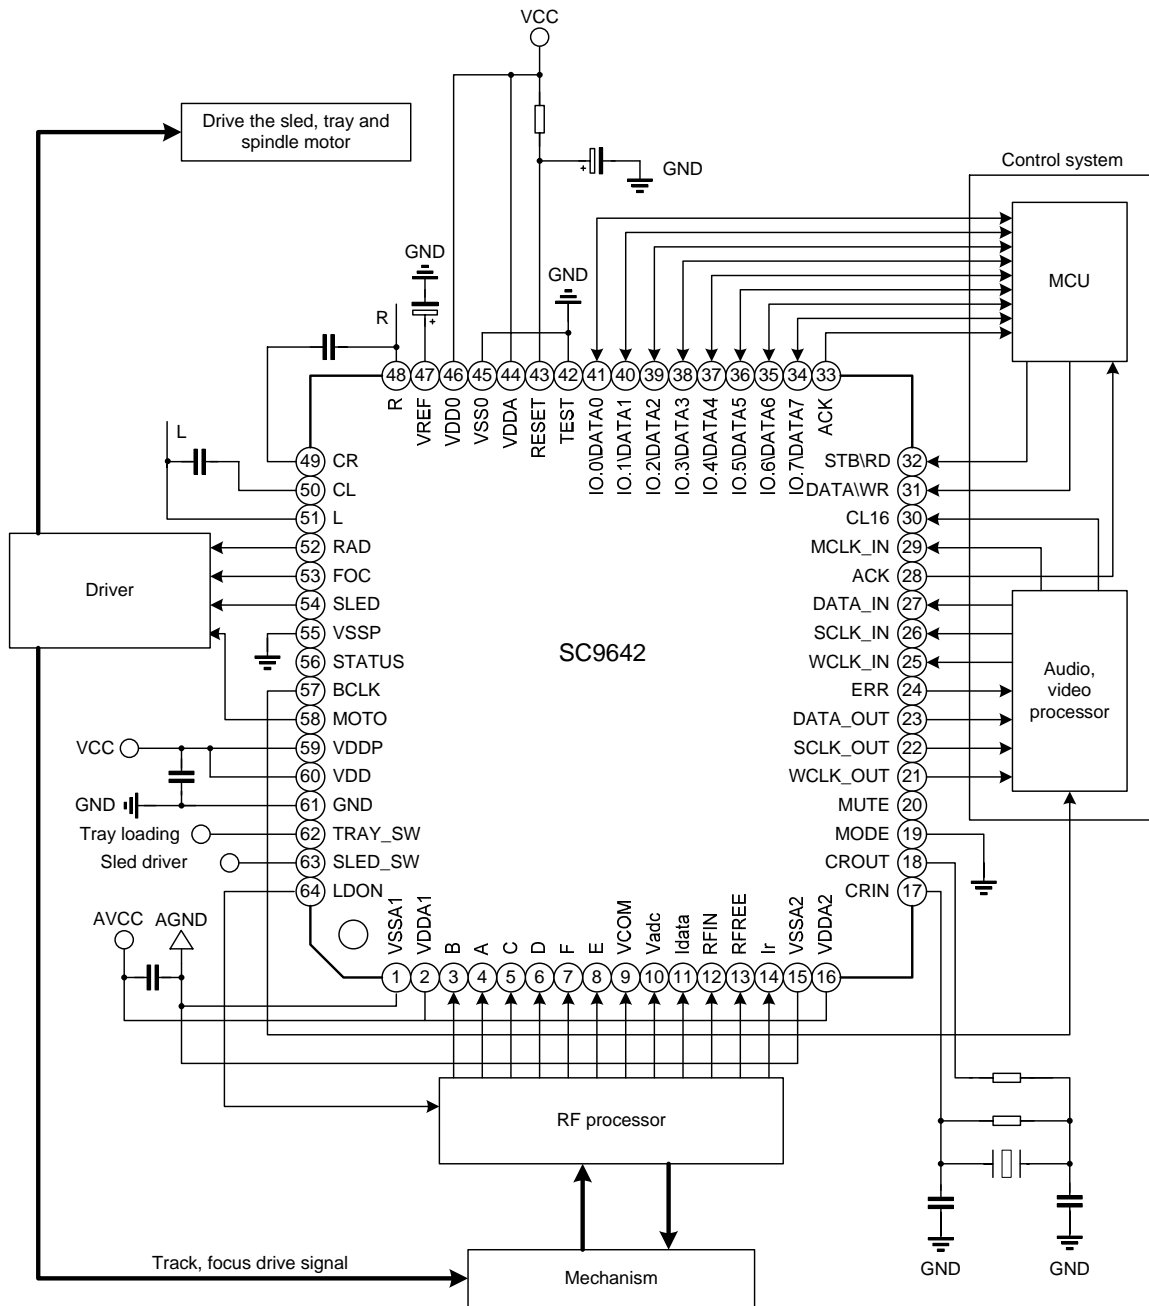 VCC
Drive the sled, tray and
spindle motor
GND
Control system
MCU
GND
GND
R
+
+
48 47 46 45 44 43 42 41 40 39 38 37 36 35 34 33
R
VREF
VDD0
VSS0
VDDA
RESET
TEST
IO.0\DATA0
IO.1\DATA1
IO.2\DATA2
IO.3\DATA3
IO.4\DATA4
IO.5\DATA5
IO.6\DATA6
IO.7\DATA7
ACK
L
49 CR
50 CL
51 L
52 RAD
53 FOC
54 SLED
55 VSSP
56 STATUS
57 BCLK
58 MOTO
59 VDDP
60 VDD
61 GND
62 TRAY_SW
63 SLED_SW
64 LDON
Driver
VCC
GND
Tray loading
Sled driver
AVCC
AGND
SC9642
STB\RD 32
DATA\WR 31
CL16 30
MCLK_IN 29
ACK 28
DATA_IN 27
SCLK_IN 26
WCLK_IN 25
ERR 24
DATA_OUT 23
SCLK_OUT 22
WCLK_OUT 21
MUTE 20
MODE 19
CROUT 18
CRIN 17
Audio,
video
processor
VSSA1
VDDA1
B
A
C
D
F
E
VCOM
Vadc
Idata
RFIN
RFREE
Ir
VSSA2
VDDA2
1 2 3 4 5 6 7 8 9 10 11 12 13 14 15 16
RF processor
Track, focus drive signal
Mechanism
GND
GND